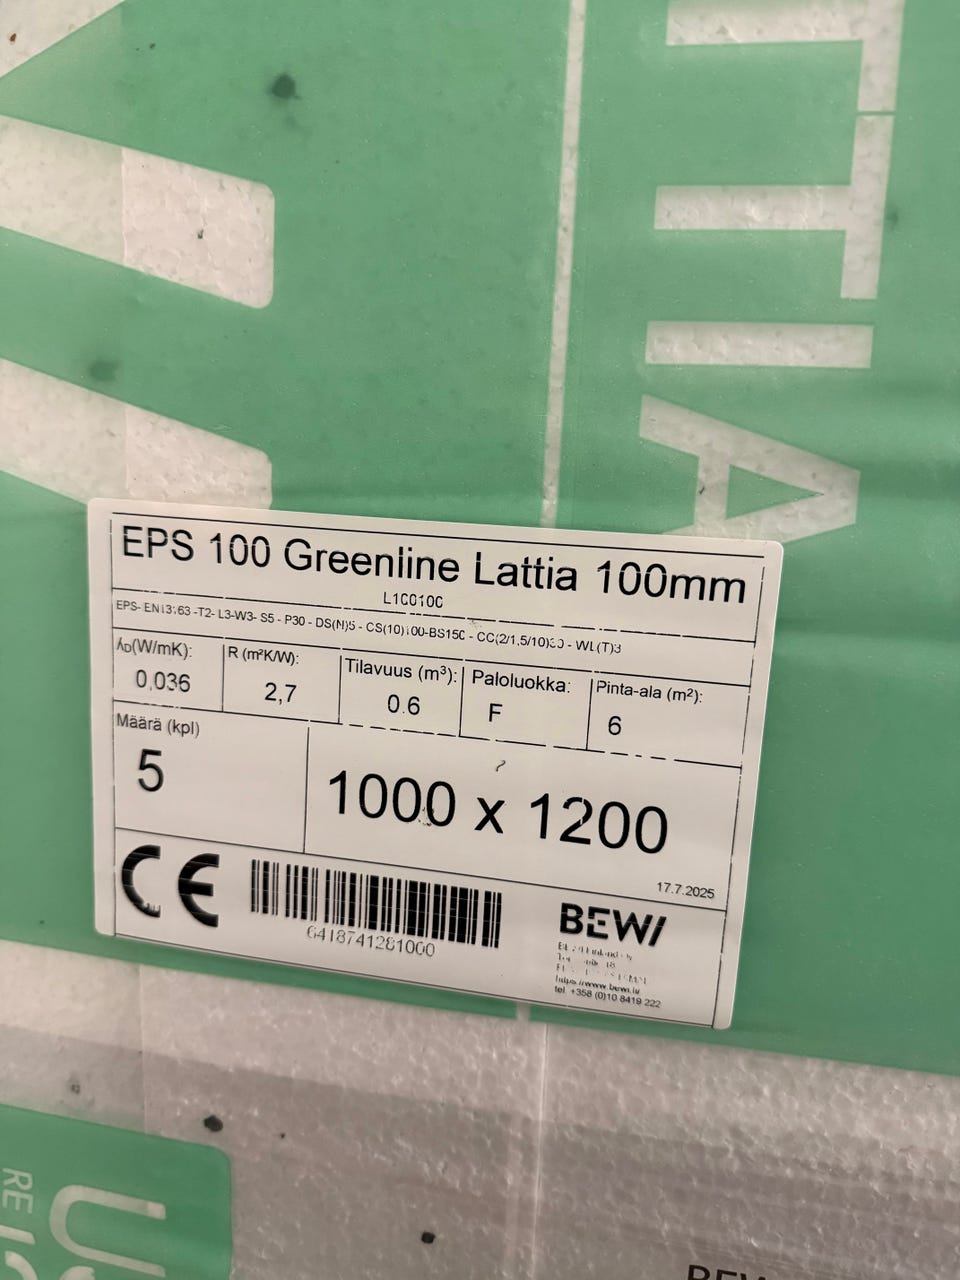 TTIA
EPS 100 Greenline Lattia 100mm
L100100
EPS- EN13163 -T2- L3-W3- S5 - P30 - DS(N)5 - CS(10)100-BS150 - CC(2/1,5/10)30 - WL(T)3
λD(W/mK): R (m²K/W): Tilavuus (m³): Paloluokka: Pinta-ala (m²):
0,036 2,7 0.6 F 6
Määrä (kpl)
5 1000 x 1200
17.7.2025
CE
6418741281000
BEWI
https://www.bewi.fi/
tel. +358 (0)10 8419 222
RE